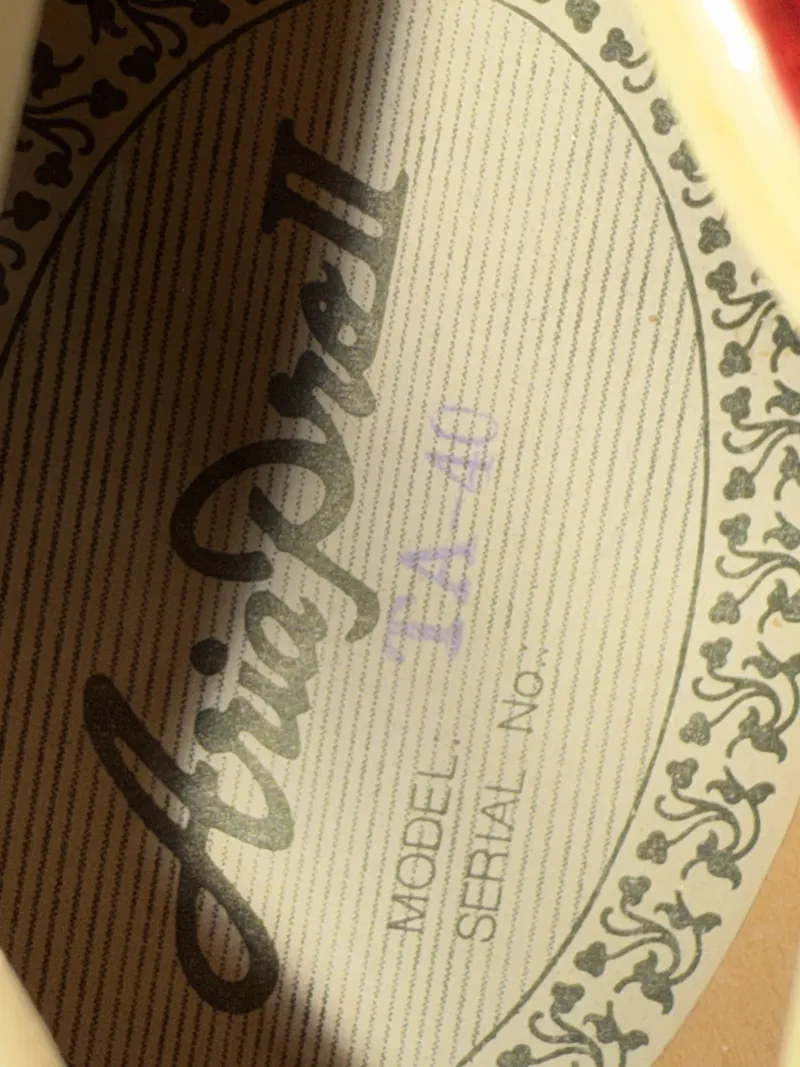 Aria Pro II
MODEL: TA-40
SERIAL No.: